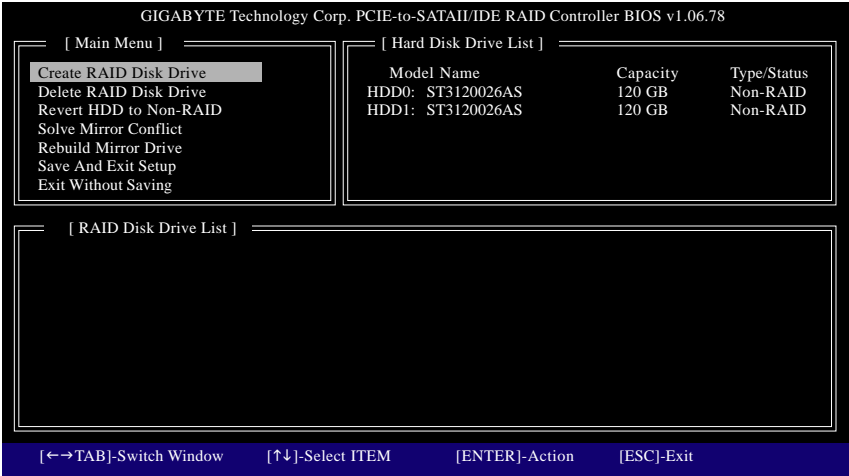 GIGABYTE Technology Corp. PCIE-to-SATAII/IDE RAID Controller BIOS v1.06.78
[ Main Menu ]
Create RAID Disk Drive
Delete RAID Disk Drive
Revert HDD to Non-RAID
Solve Mirror Conflict
Rebuild Mirror Drive
Save And Exit Setup
Exit Without Saving
[ Hard Disk Drive List ]
Model Name Capacity Type/Status
HDD0: ST3120026AS 120 GB Non-RAID
HDD1: ST3120026AS 120 GB Non-RAID
[ RAID Disk Drive List ]
[←→TAB]-Switch Window [↑↓]-Select ITEM [ENTER]-Action [ESC]-Exit